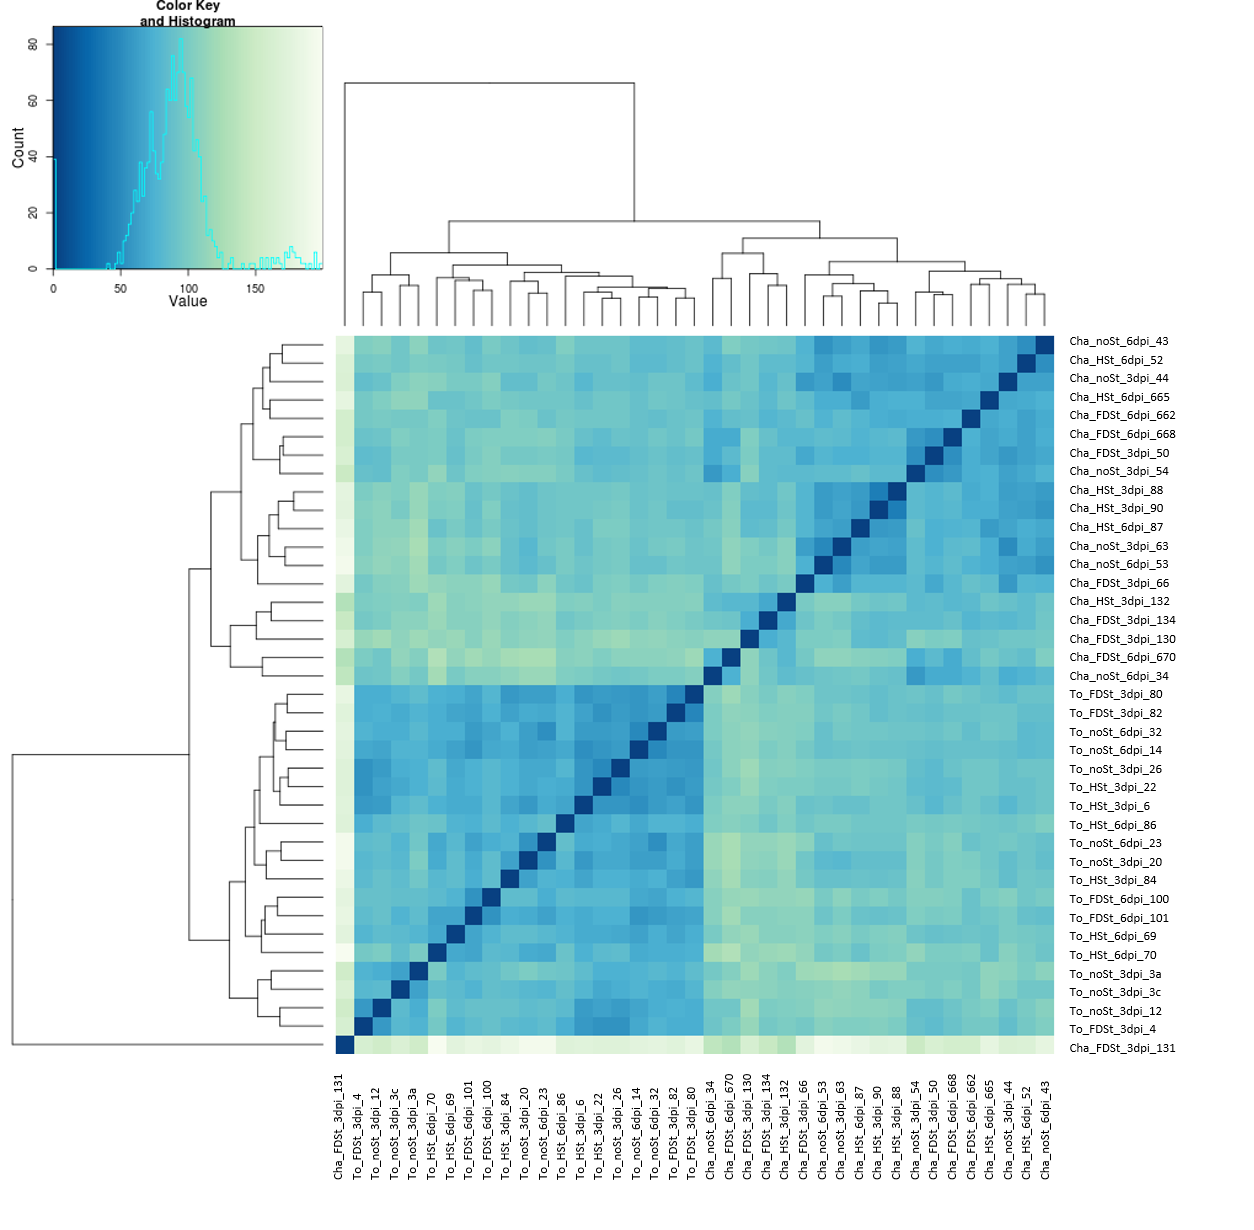 Color Key
and Histogram
Count
0
20
40
60
80
0
50
100
150
Value
Cha_noSt_6dpi_43
Cha_HSt_6dpi_52
Cha_noSt_3dpi_44
Cha_HSt_6dpi_665
Cha_FDSt_6dpi_662
Cha_FDSt_6dpi_668
Cha_FDSt_3dpi_50
Cha_noSt_3dpi_54
Cha_HSt_3dpi_88
Cha_HSt_3dpi_90
Cha_HSt_6dpi_87
Cha_noSt_3dpi_63
Cha_noSt_6dpi_53
Cha_FDSt_3dpi_66
Cha_HSt_3dpi_132
Cha_FDSt_3dpi_134
Cha_FDSt_3dpi_130
Cha_FDSt_6dpi_670
Cha_noSt_6dpi_34
To_FDSt_3dpi_80
To_FDSt_3dpi_82
To_noSt_6dpi_32
To_noSt_6dpi_14
To_noSt_3dpi_26
To_HSt_3dpi_22
To_HSt_3dpi_6
To_HSt_6dpi_86
To_noSt_6dpi_23
To_noSt_3dpi_20
To_HSt_3dpi_84
To_FDSt_6dpi_100
To_FDSt_6dpi_101
To_HSt_6dpi_69
To_HSt_6dpi_70
To_noSt_3dpi_3a
To_noSt_3dpi_3c
To_noSt_3dpi_12
To_FDSt_3dpi_4
Cha_FDSt_3dpi_131
Cha_FDSt_3dpi_131
To_FDSt_3dpi_4
To_noSt_3dpi_12
To_noSt_3dpi_3c
To_noSt_3dpi_3a
To_HSt_6dpi_70
To_HSt_6dpi_69
To_FDSt_6dpi_101
To_FDSt_6dpi_100
To_HSt_3dpi_84
To_noSt_3dpi_20
To_noSt_6dpi_23
To_HSt_6dpi_86
To_HSt_3dpi_6
To_HSt_3dpi_22
To_noSt_3dpi_26
To_noSt_6dpi_14
To_noSt_6dpi_32
To_FDSt_3dpi_82
To_FDSt_3dpi_80
Cha_noSt_6dpi_34
Cha_FDSt_6dpi_670
Cha_FDSt_3dpi_130
Cha_FDSt_3dpi_134
Cha_HSt_3dpi_132
Cha_FDSt_3dpi_66
Cha_noSt_6dpi_53
Cha_noSt_3dpi_63
Cha_HSt_6dpi_87
Cha_HSt_3dpi_90
Cha_HSt_3dpi_88
Cha_noSt_3dpi_54
Cha_FDSt_3dpi_50
Cha_FDSt_6dpi_668
Cha_FDSt_6dpi_662
Cha_HSt_6dpi_665
Cha_noSt_3dpi_44
Cha_HSt_6dpi_52
Cha_noSt_6dpi_43